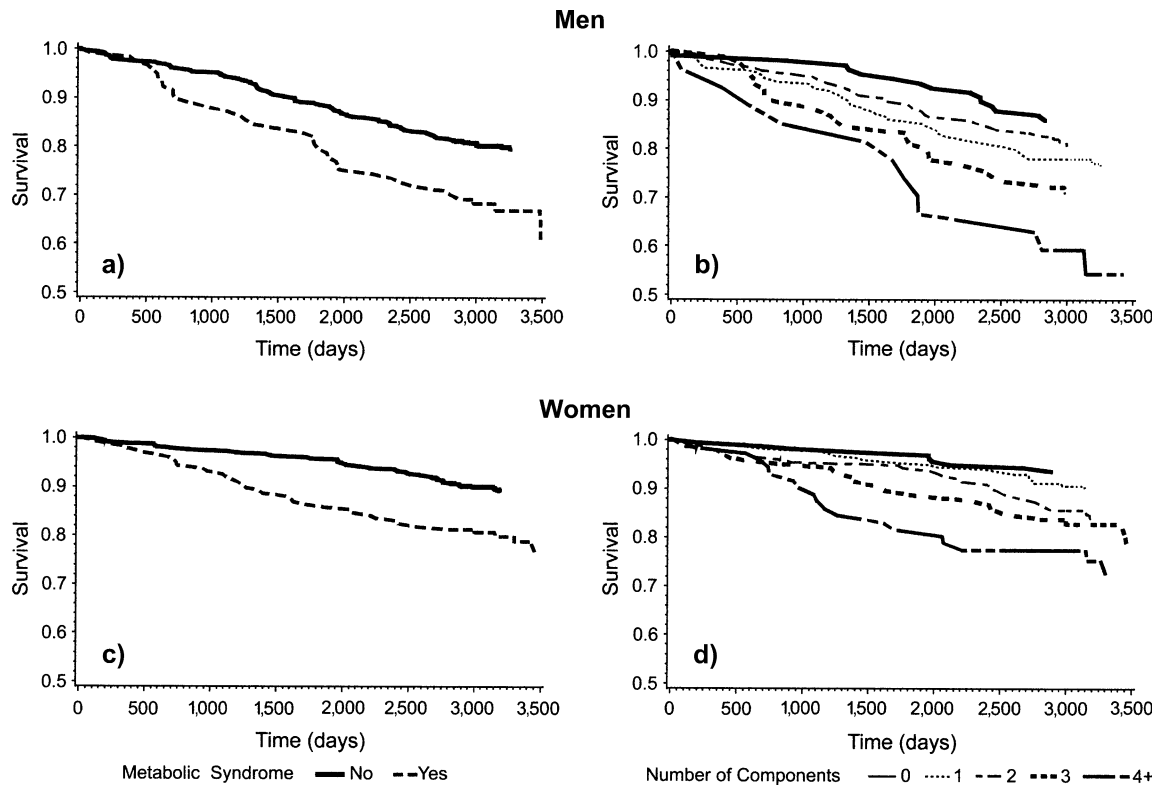 Men
1.0
0.9
0.8
0.7
0.6
0.5
Survival
a)
0 500 1,000 1,500 2,000 2,500 3,000 3,500
Time (days)
1.0
0.9
0.8
0.7
0.6
0.5
Survival
b)
0 500 1,000 1,500 2,000 2,500 3,000 3,500
Time (days)
Women
1.0
0.9
0.8
0.7
0.6
0.5
Survival
c)
0 500 1,000 1,500 2,000 2,500 3,000 3,500
Time (days)
1.0
0.9
0.8
0.7
0.6
0.5
Survival
d)
0 500 1,000 1,500 2,000 2,500 3,000 3,500
Time (days)
Metabolic Syndrome No Yes
Number of Components 0 1 2 3 4+